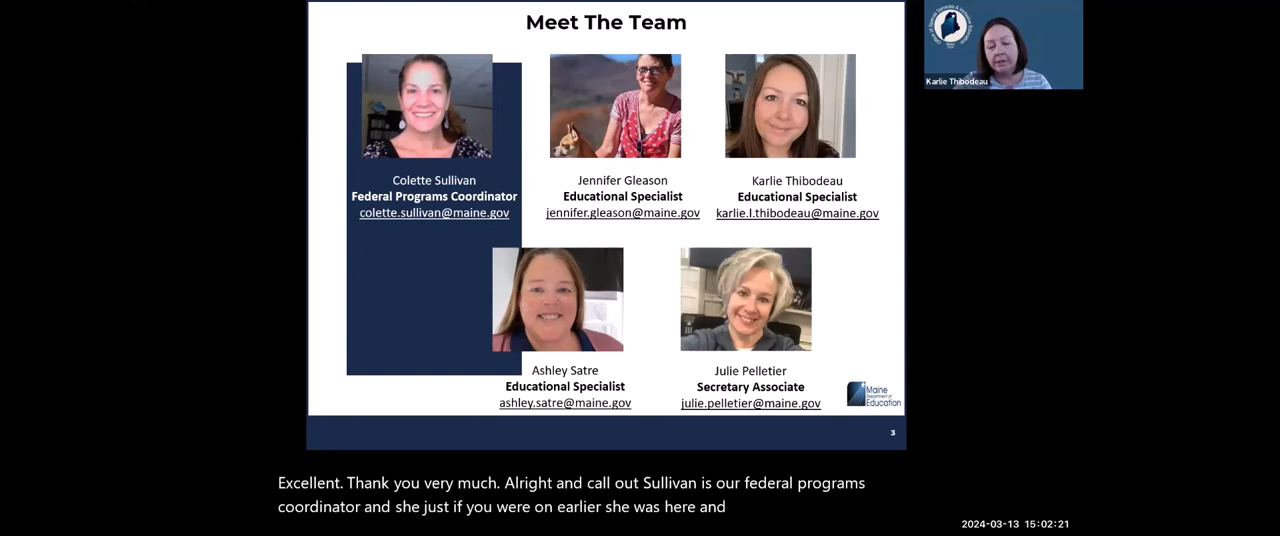 Meet The Team
Karlie Thibodeau
Colette Sullivan
Federal Programs Coordinator
colette.sullivan@maine.gov
Jennifer Gleason
Educational Specialist
jennifer.gleason@maine.gov
Karlie Thibodeau
Educational Specialist
karlie.l.thibodeau@maine.gov
Ashley Satre
Educational Specialist
ashley.satre@maine.gov
Julie Pelletier
Secretary Associate
julie.pelletier@maine.gov
Maine
Department of
Education
3
Excellent. Thank you very much. Alright and call out Sullivan is our federal programs
coordinator and she just if you were on earlier she was here and
2024-03-13 15:02:21